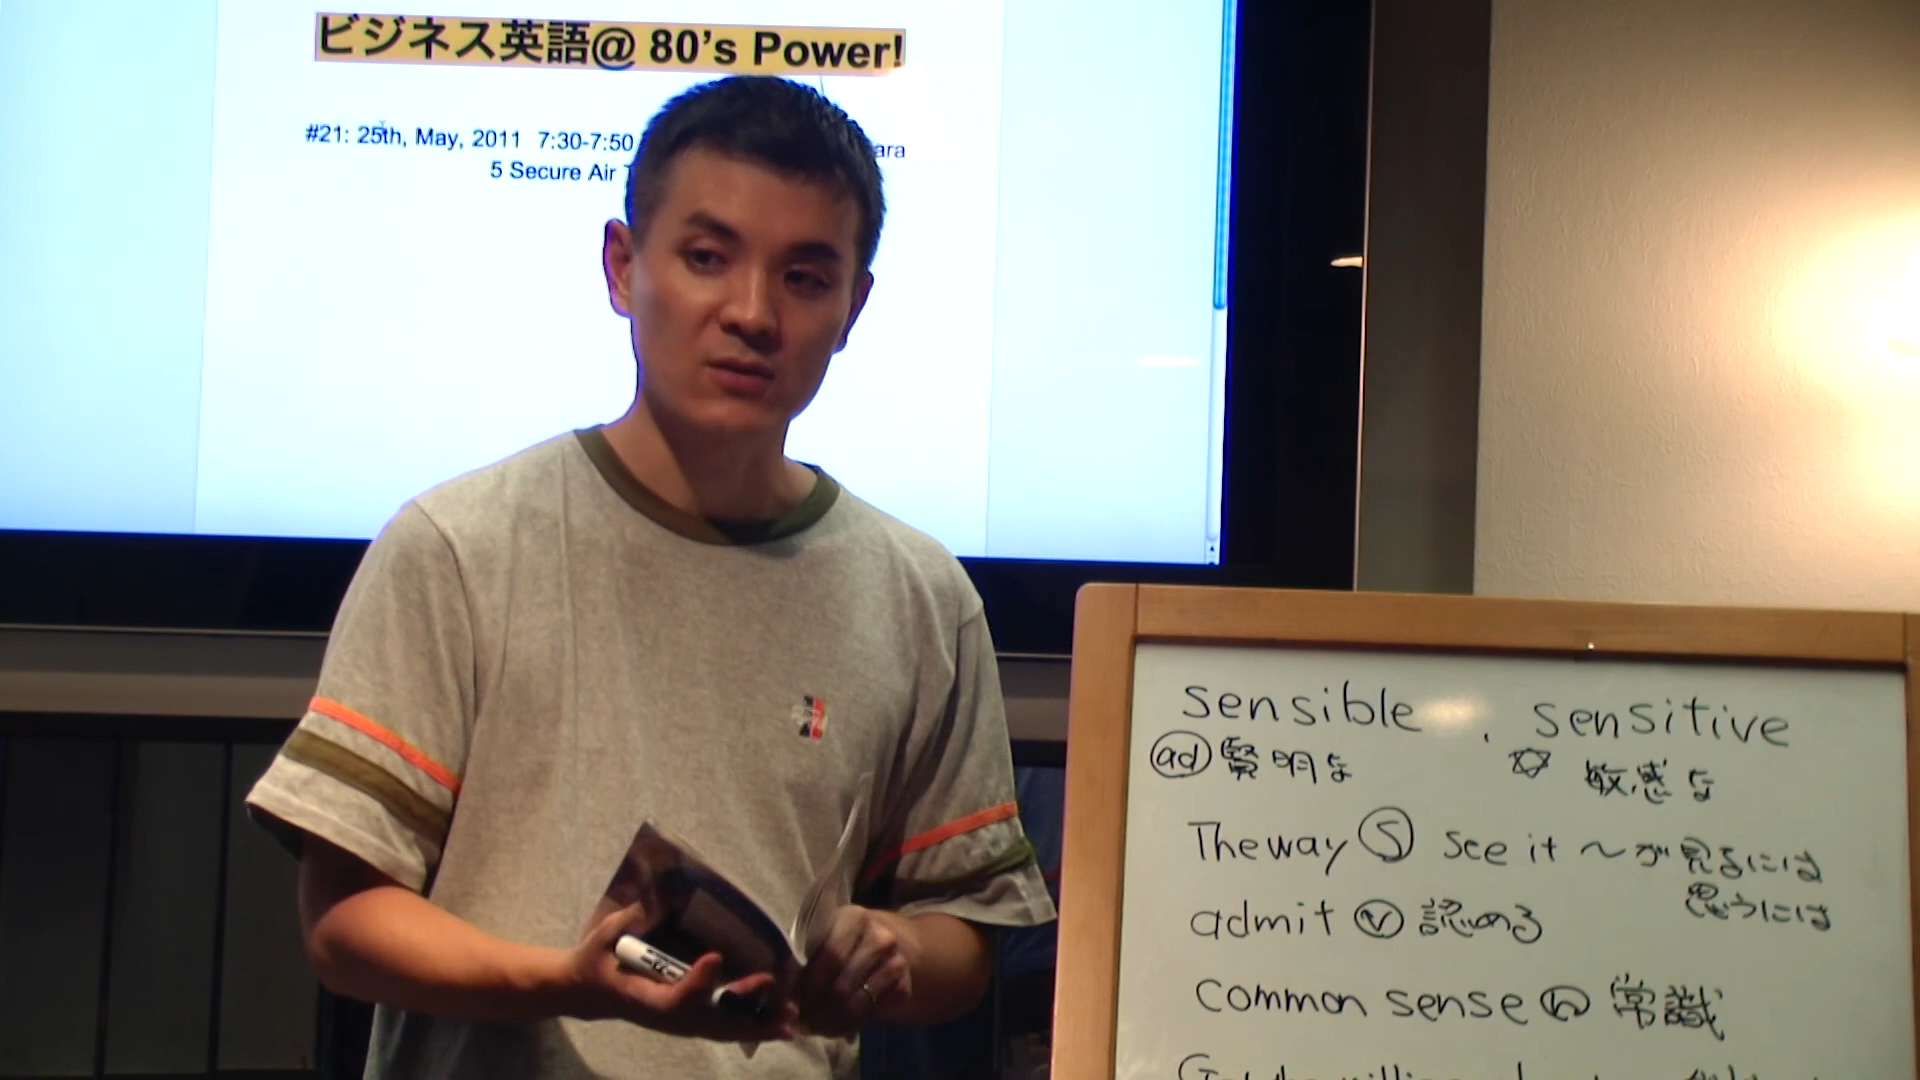 ビジネス英語@ 80's Power!
#21: 25th, May, 2011 7:30-7:50
5 Secure Air
sensible , sensitive
ad 賢明な ☆ 敏感な
The way S see it ～が見るには
思うには
admit v 認める
common sense n 常識